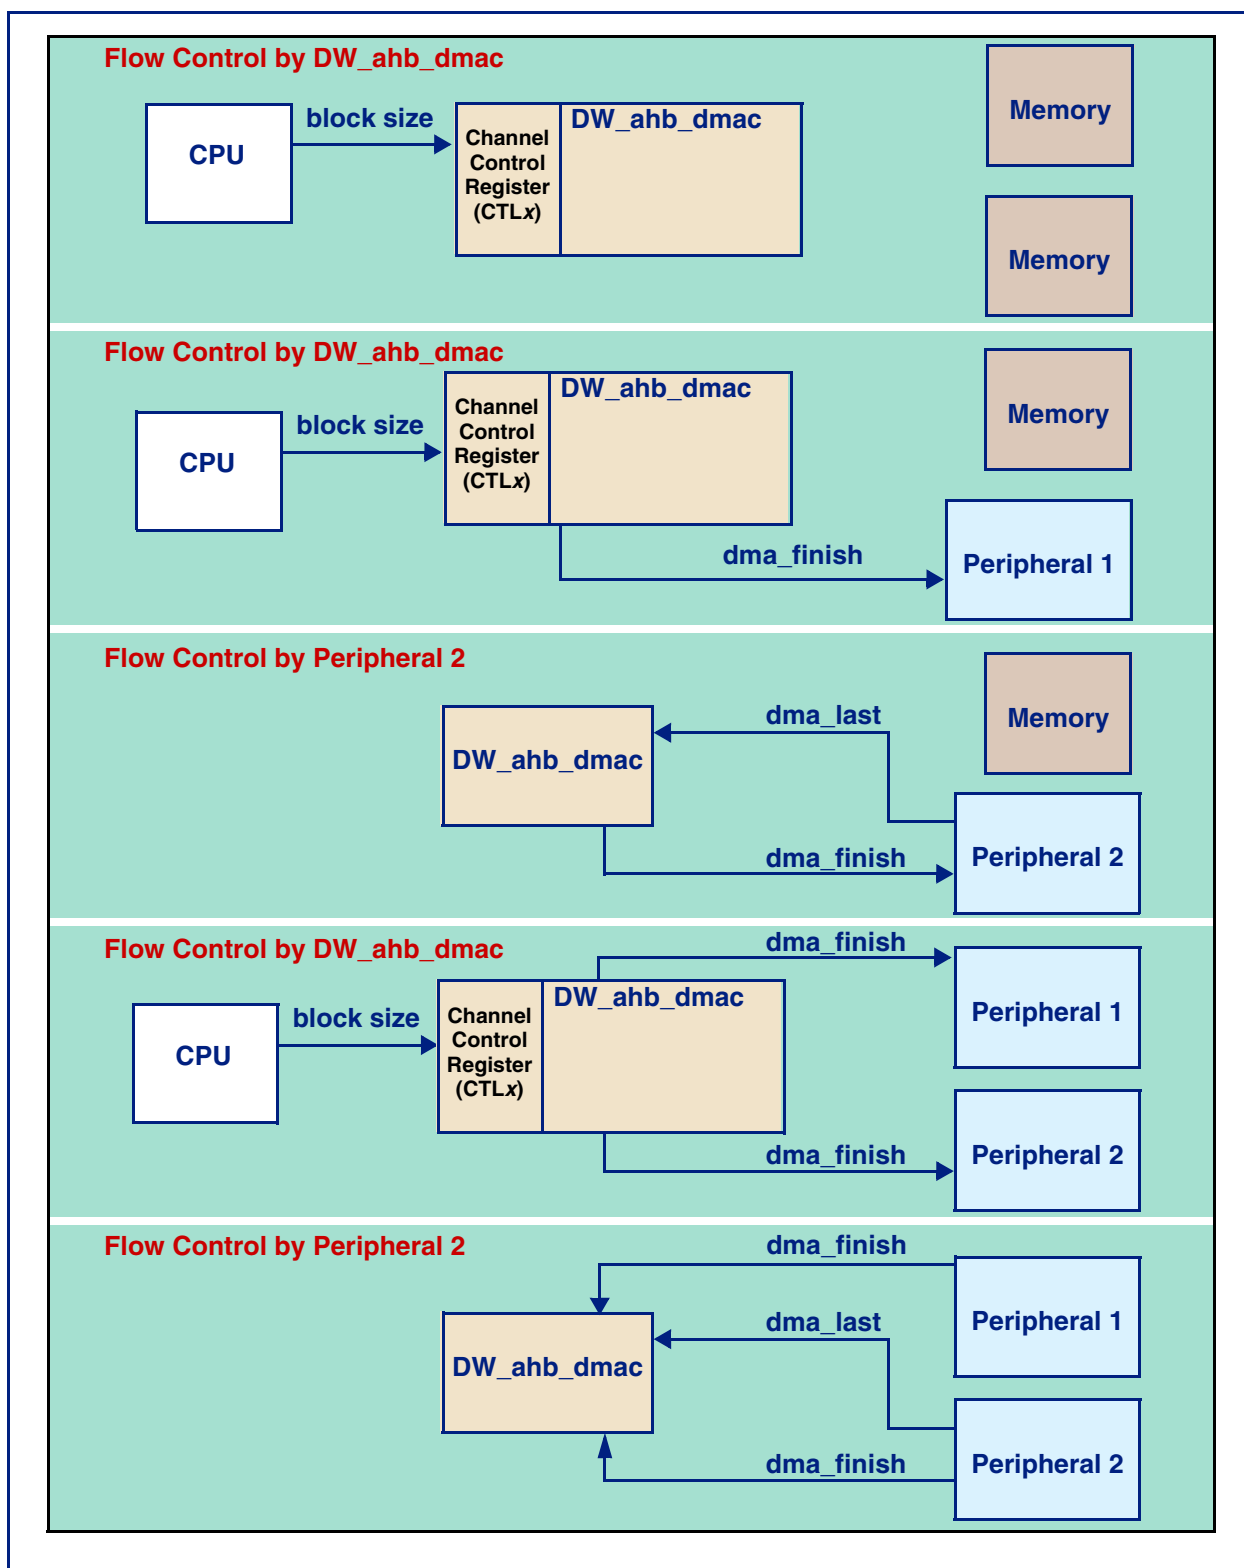 Flow Control by DW_ahb_dmac
CPU
block size
Channel
Control
Register
(CTLx)
DW_ahb_dmac
Memory
Memory
Flow Control by DW_ahb_dmac
CPU
block size
Channel
Control
Register
(CTLx)
DW_ahb_dmac
dma_finish
Memory
Peripheral 1
Flow Control by Peripheral 2
DW_ahb_dmac
dma_last
dma_finish
Memory
Peripheral 2
Flow Control by DW_ahb_dmac
CPU
block size
Channel
Control
Register
(CTLx)
DW_ahb_dmac
dma_finish
dma_finish
Peripheral 1
Peripheral 2
Flow Control by Peripheral 2
DW_ahb_dmac
dma_finish
dma_last
dma_finish
Peripheral 1
Peripheral 2